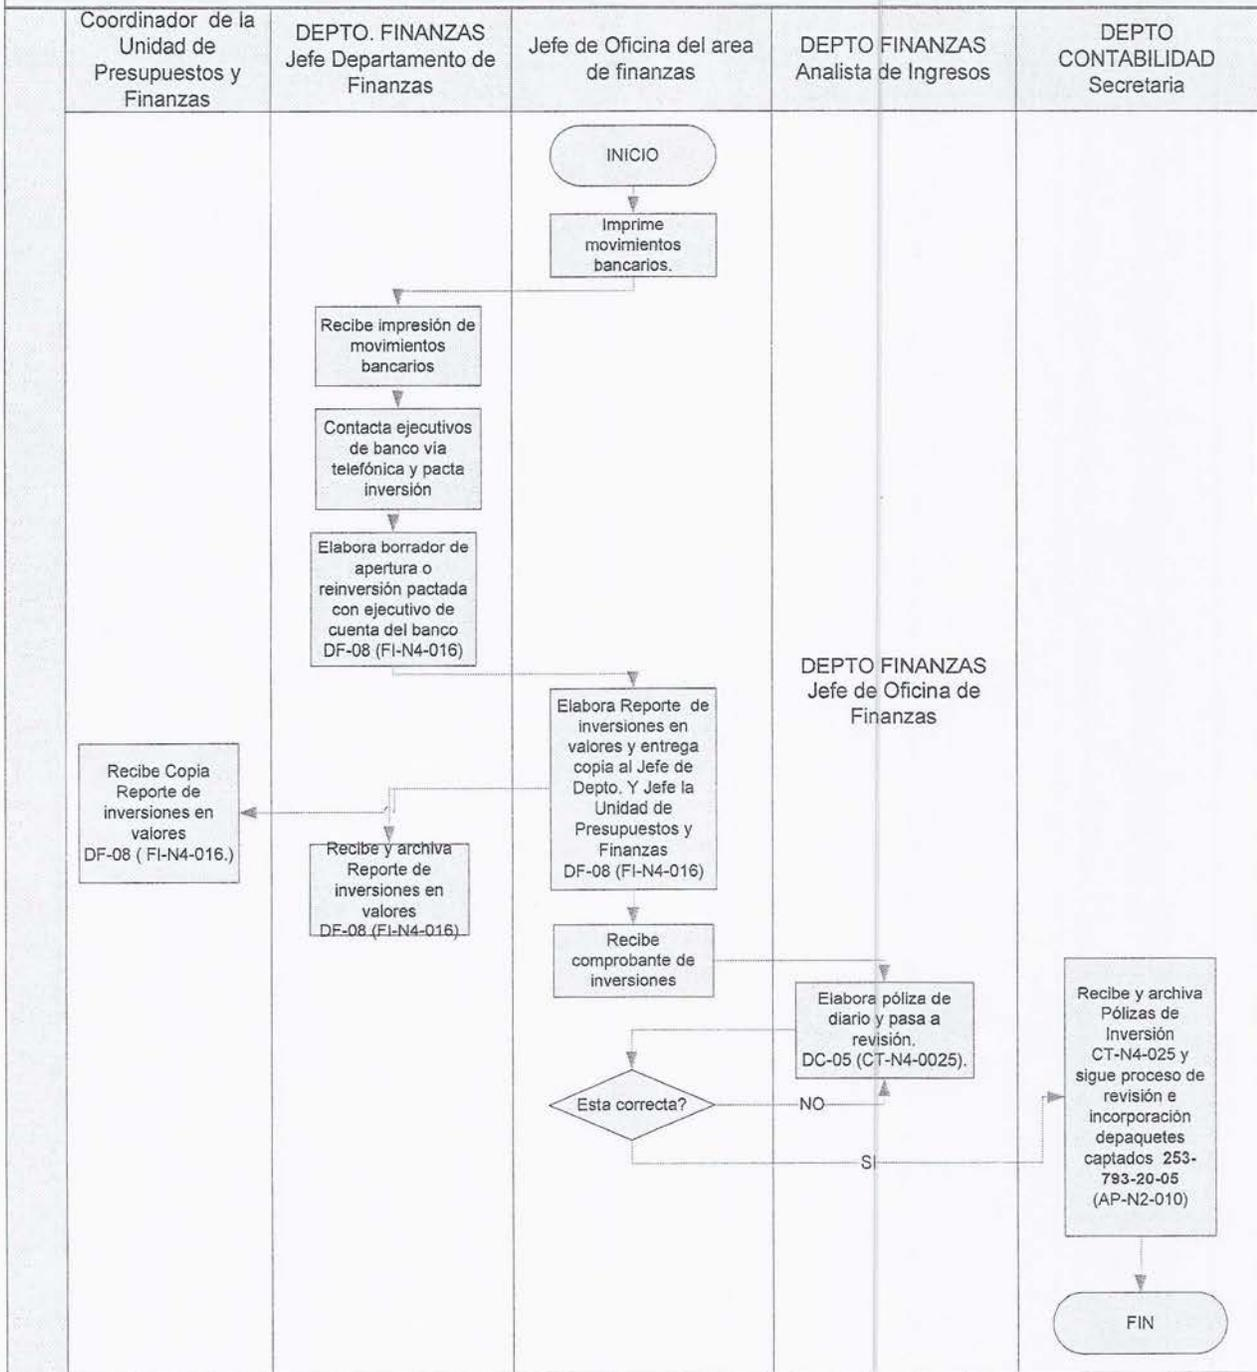 Coordinador de la
Unidad de
Presupuestos y
Finanzas
DEPTO. FINANZAS
Jefe Departamento de
Finanzas
Jefe de Oficina del area
de finanzas
DEPTO FINANZAS
Analista de Ingresos
DEPTO
CONTABILIDAD
Secretaria
INICIO
Imprime
movimientos
bancarios.
Recibe impresión de
movimientos
bancarios
Contacta ejecutivos
de banco vía
telefónica y pacta
inversión
Elabora borrador de
apertura o
reinversión pactada
con ejecutivo de
cuenta del banco
DF-08 (FI-N4-016)
DEPTO FINANZAS
Jefe de Oficina de
Finanzas
Elabora Reporte de
inversiones en
valores y entrega
copia al Jefe de
Depto. Y Jefe la
Unidad de
Presupuestos y
Finanzas
DF-08 (FI-N4-016)
Recibe Copia
Reporte de
inversiones en
valores
DF-08 ( FI-N4-016.)
Recibe y archiva
Reporte de
inversiones en
valores
DF-08 (FI-N4-016)
Recibe
comprobante de
inversiones
Elabora póliza de
diario y pasa a
revisión.
DC-05 (CT-N4-0025).
Esta correcta?
NO
SI
Recibe y archiva
Pólizas de
Inversión
CT-N4-025 y
sigue proceso de
revisión e
incorporación
depaquetes
captados 253-
793-20-05
(AP-N2-010)
FIN